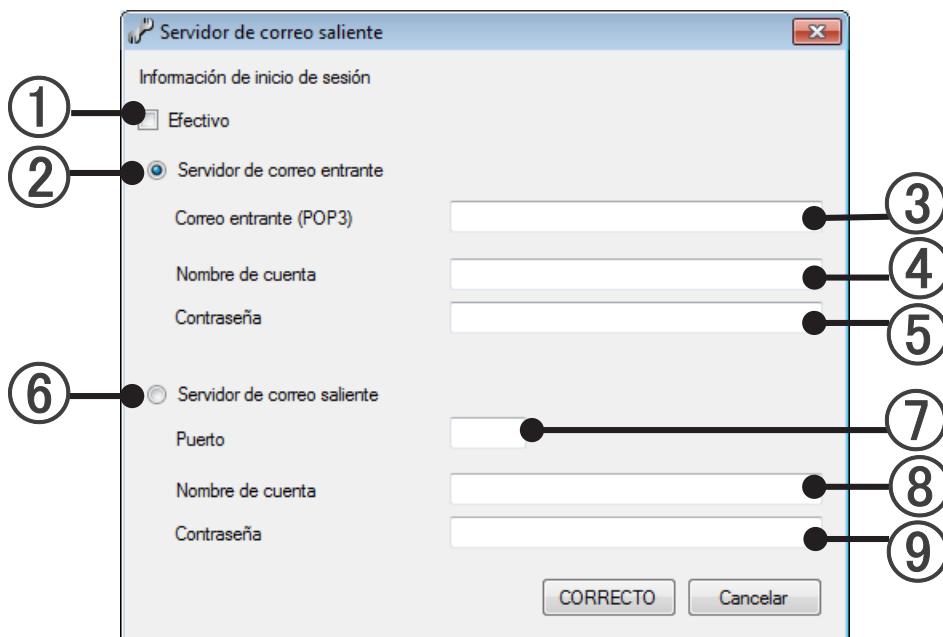 Servidor de correo saliente
Información de inicio de sesión
① Efectivo
② Servidor de correo entrante
Correo entrante (POP3) ③
Nombre de cuenta ④
Contraseña ⑤
⑥ Servidor de correo saliente
Puerto ⑦
Nombre de cuenta ⑧
Contraseña ⑨
CORRECTO Cancelar